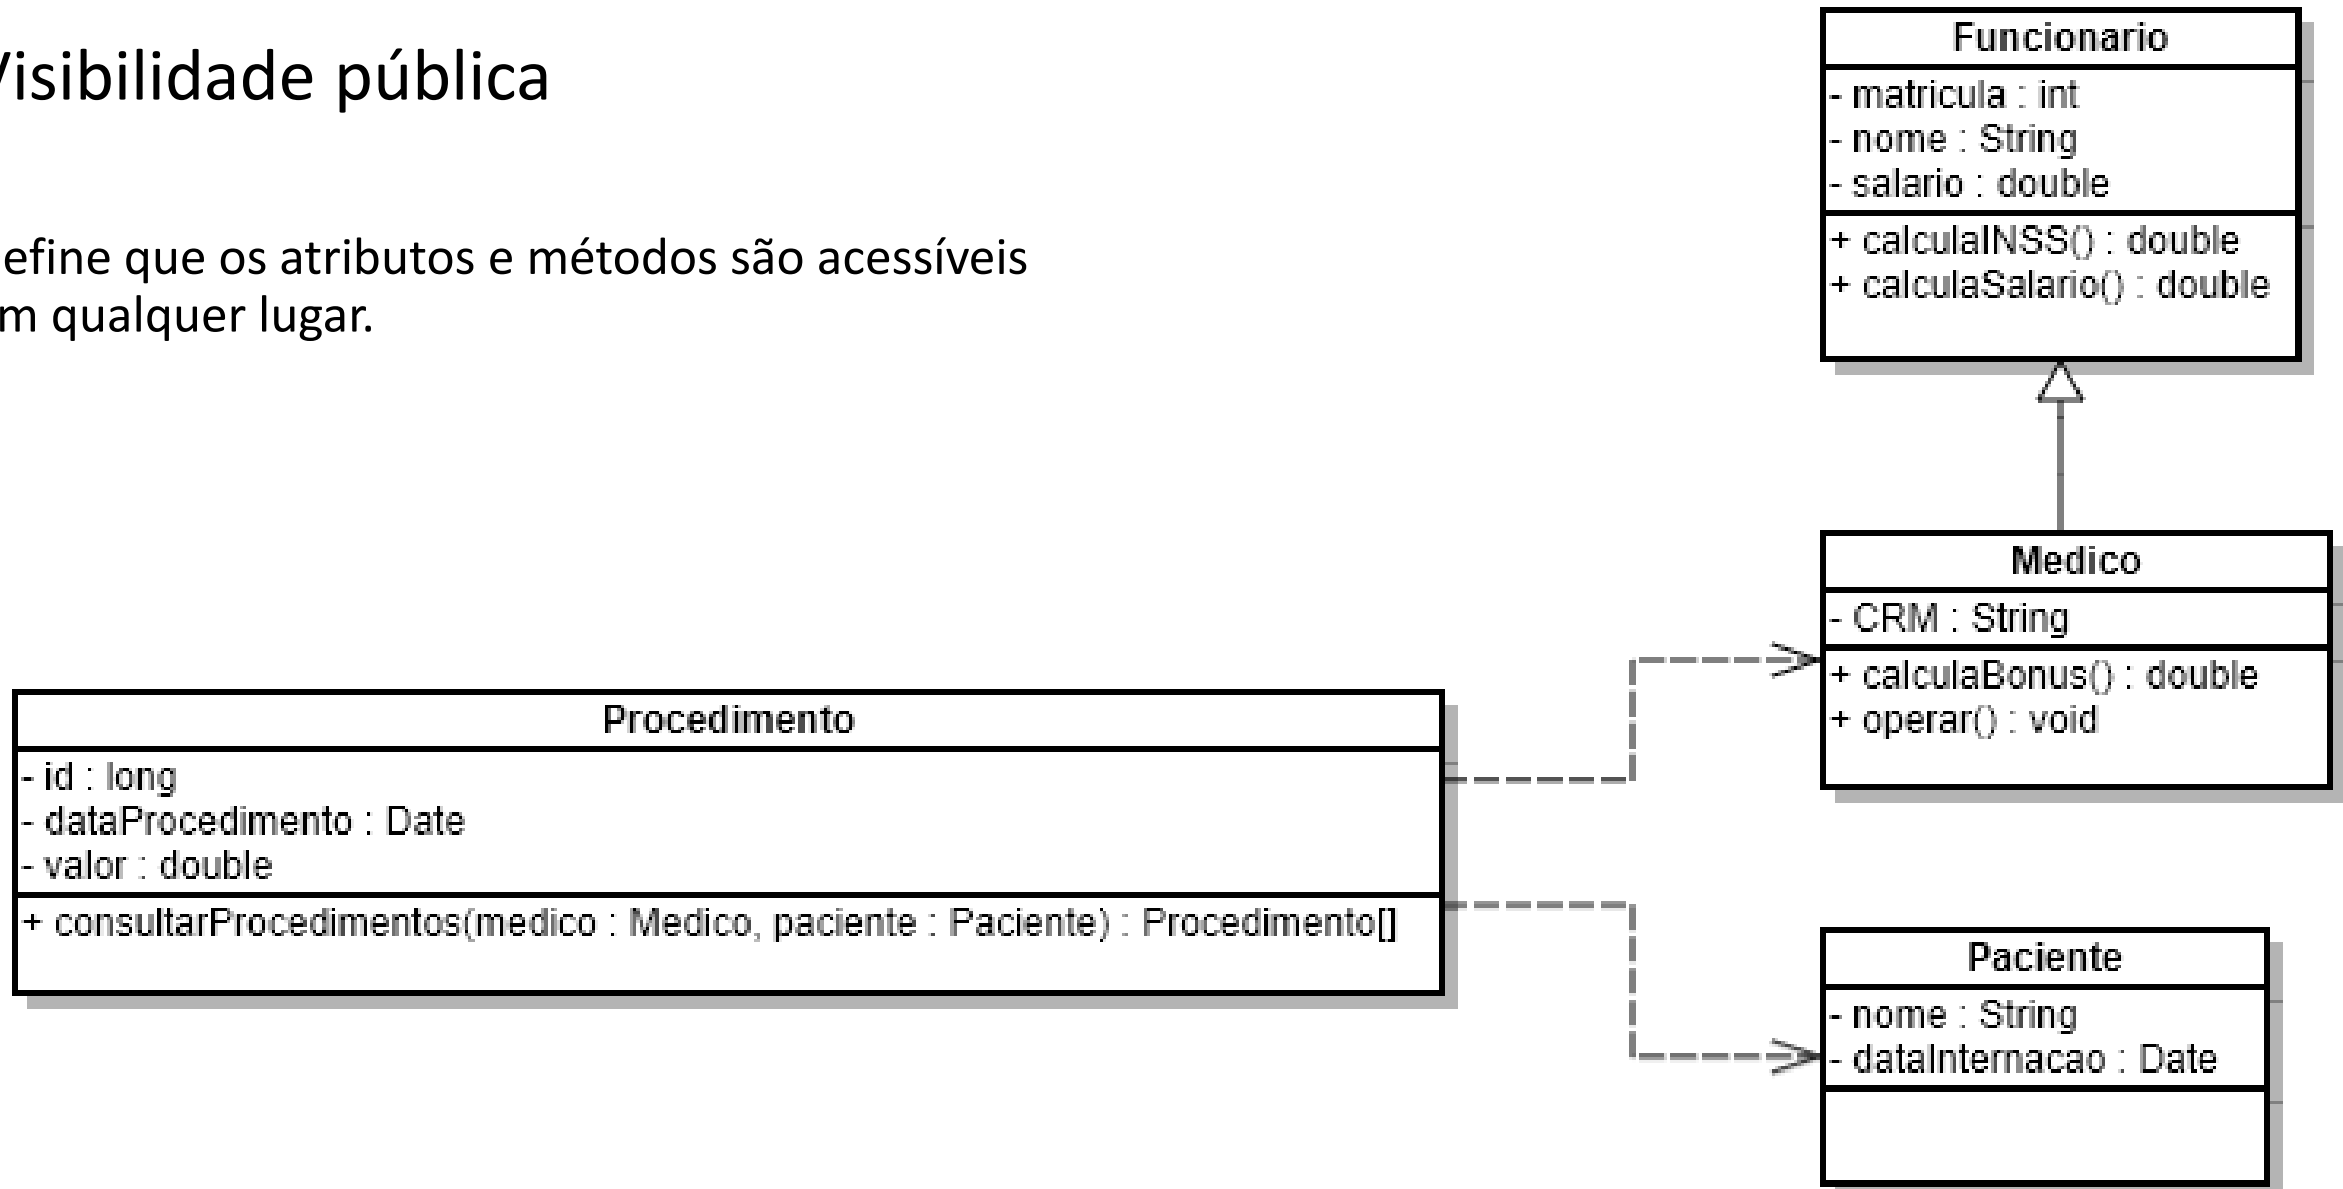 Visibilidade pública
efine que os atributos e métodos são acessíveis
m qualquer lugar.
Funcionario
- matricula : int
- nome : String
- salario : double
+ calculaINSS() : double
+ calculaSalario() : double
Medico
- CRM : String
+ calculaBonus() : double
+ operar() : void
Procedimento
- id : long
- dataProcedimento : Date
- valor : double
+ consultarProcedimentos(medico : Medico, paciente : Paciente) : Procedimento[]
Paciente
- nome : String
- dataInternacao : Date